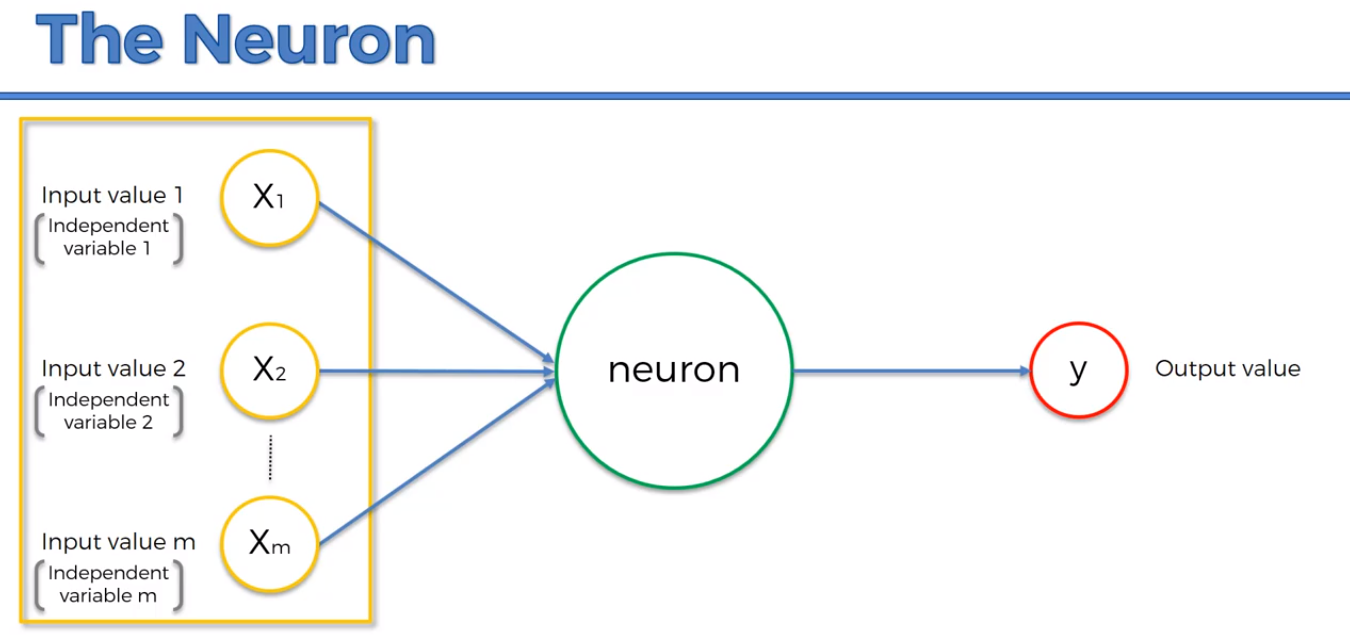 The Neuron
Input value 1
Independent
variable 1
X1
Input value 2
Independent
variable 2
X2
Input value m
Independent
variable m
Xm
neuron
y
Output value